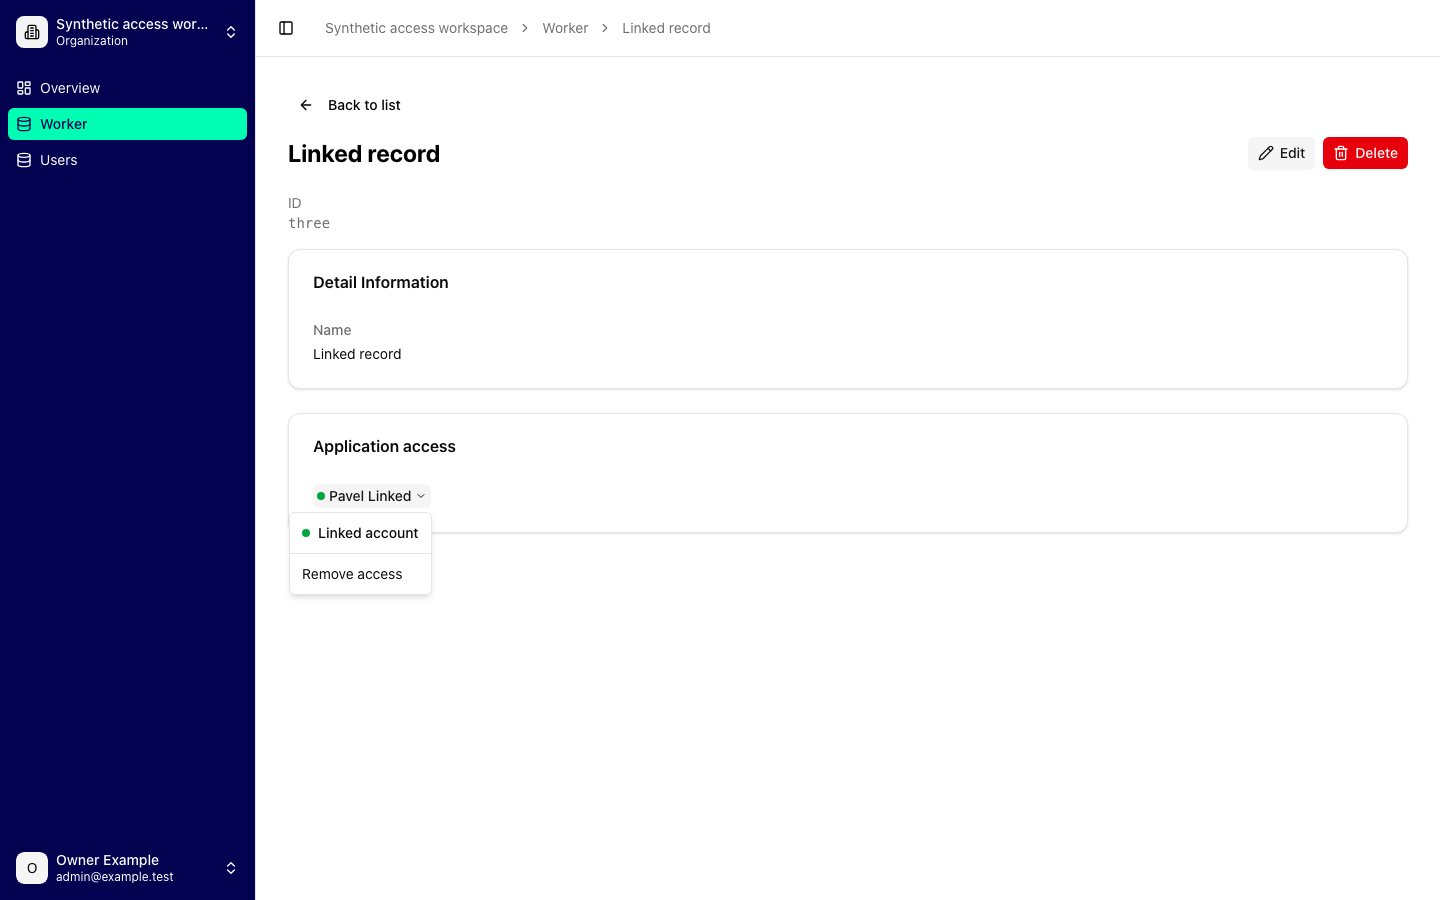 Synthetic access wor...
Organization
Overview
Worker
Users
Owner Example
O
admin@example.test
Synthetic access workspace > Worker > Linked record
Back to list
Linked record
Edit
Delete
ID
three
Detail Information
Name
Linked record
Application access
Pavel Linked
Linked account
Remove access